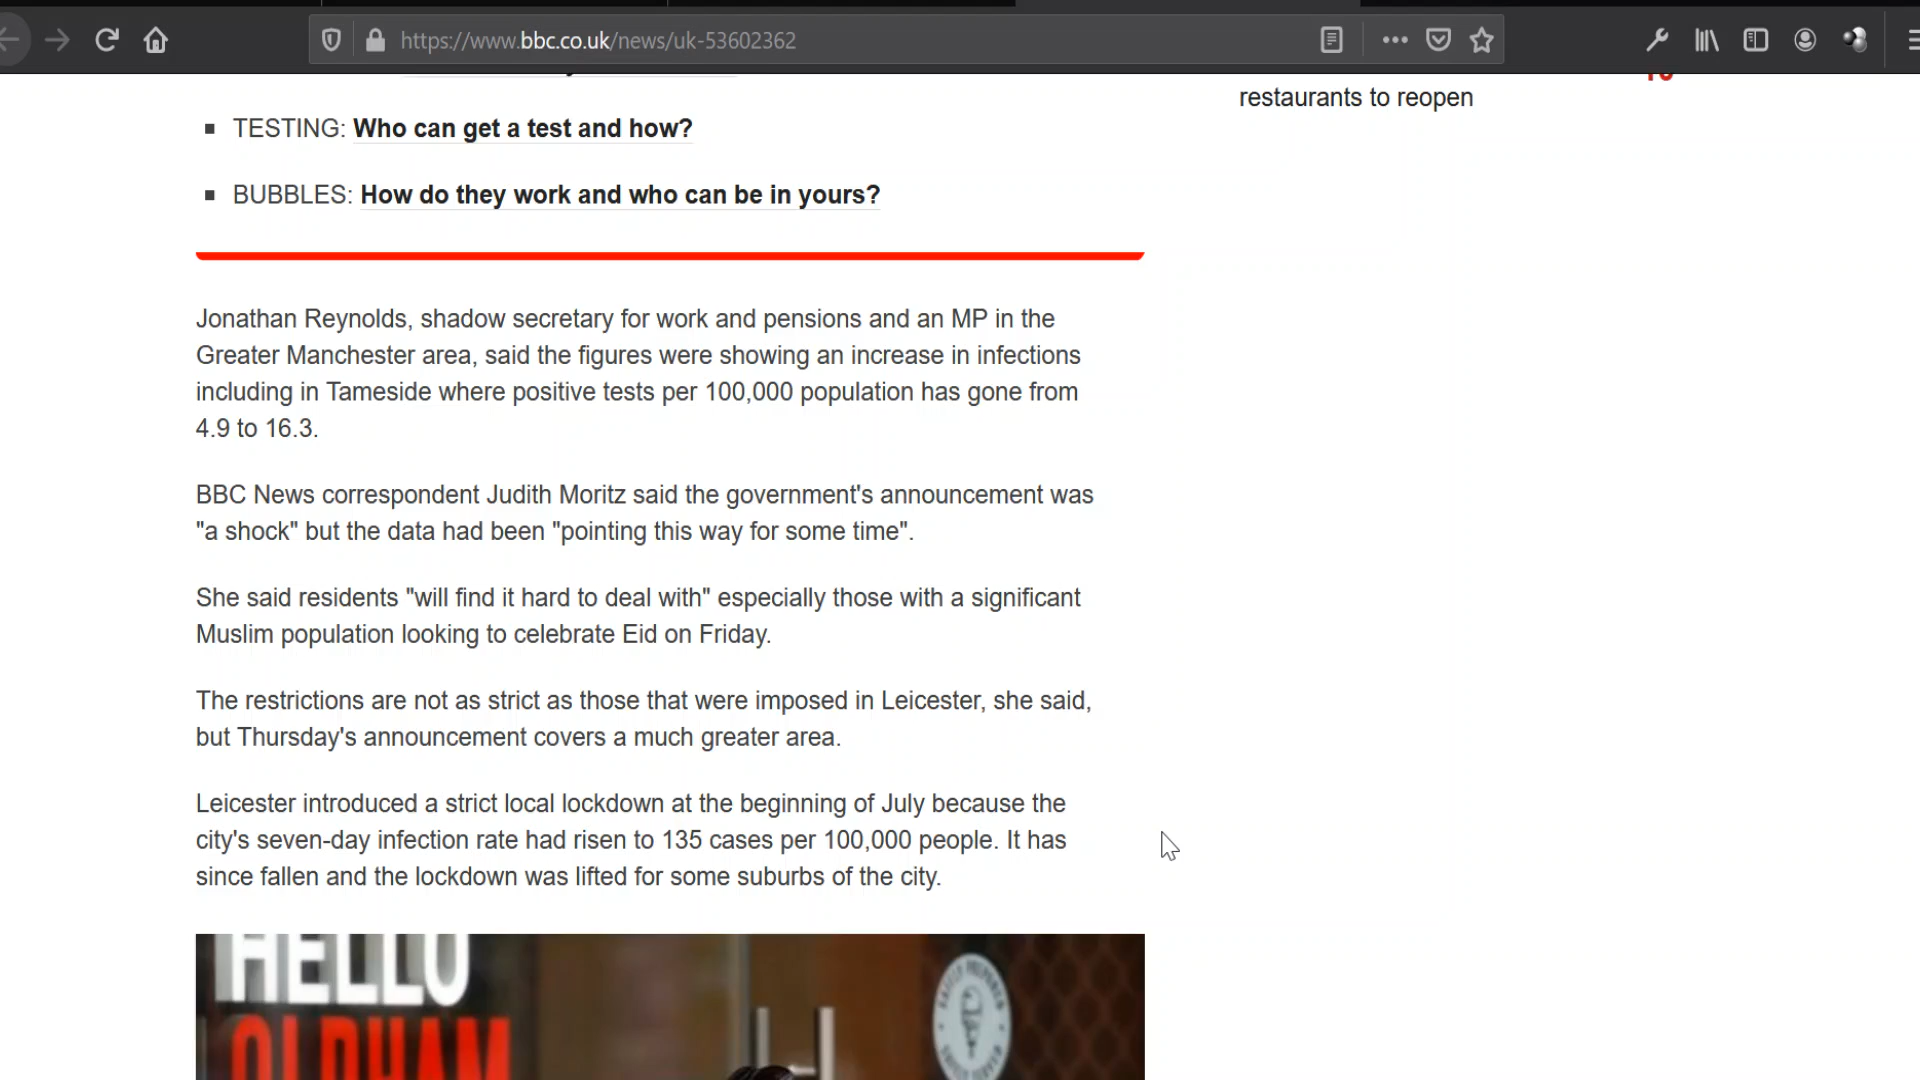 https://www.bbc.co.uk/news/uk-53602362
restaurants to reopen
TESTING: Who can get a test and how?
BUBBLES: How do they work and who can be in yours?
Jonathan Reynolds, shadow secretary for work and pensions and an MP in the
Greater Manchester area, said the figures were showing an increase in infections
including in Tameside where positive tests per 100,000 population has gone from
4.9 to 16.3.
BBC News correspondent Judith Moritz said the government's announcement was
"a shock" but the data had been "pointing this way for some time".
She said residents "will find it hard to deal with" especially those with a significant
Muslim population looking to celebrate Eid on Friday.
The restrictions are not as strict as those that were imposed in Leicester, she said,
but Thursday's announcement covers a much greater area.
Leicester introduced a strict local lockdown at the beginning of July because the
city's seven-day infection rate had risen to 135 cases per 100,000 people. It has
since fallen and the lockdown was lifted for some suburbs of the city.
HELLO
OLDHAM